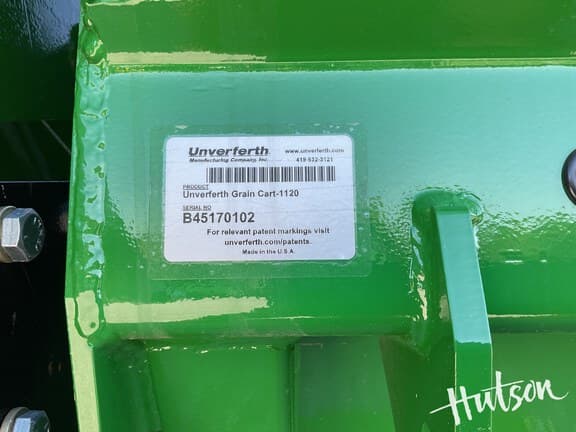 Unverferth
www.unverferth.com
Manufacturing Company, Inc.
419-532-3121
PRODUCT
Unverferth Grain Cart-1120
SERIAL NO
B45170102
For relevant patent markings visit
unverferth.com/patents.
Made in the U.S.A.
Hutson